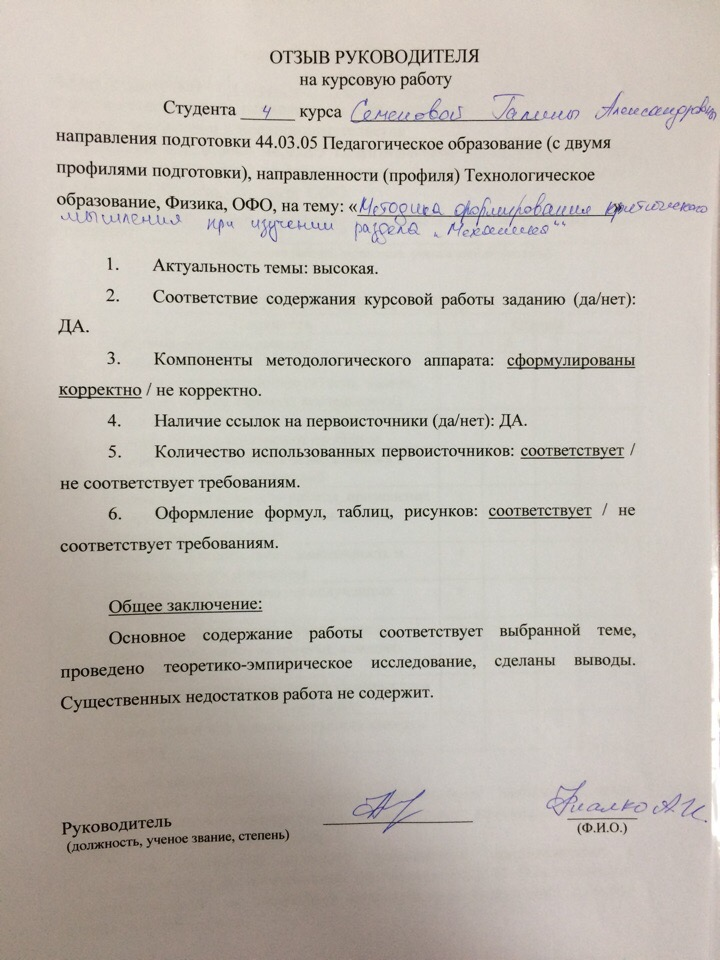 ОТЗЫВ РУКОВОДИТЕЛЯ
на курсовую работу
Студента 4 курса Семеновой Галины Александровны
направления подготовки 44.03.05 Педагогическое образование (с двумя
профилями подготовки), направленности (профиля) Технологическое
образование, Физика, ОФО, на тему: «Методика формирования критического
мышления при изучении раздела „Механика“»
1. Актуальность темы: высокая.
2. Соответствие содержания курсовой работы заданию (да/нет):
ДА.
3. Компоненты методологического аппарата: сформулированы
корректно / не корректно.
4. Наличие ссылок на первоисточники (да/нет): ДА.
5. Количество использованных первоисточников: соответствует /
не соответствует требованиям.
6. Оформление формул, таблиц, рисунков: соответствует / не
соответствует требованиям.
Общее заключение:
Основное содержание работы соответствует выбранной теме,
проведено теоретико-эмпирическое исследование, сделаны выводы.
Существенных недостатков работа не содержит.
Руководитель Фиалко А.И.
(должность, ученое звание, степень) (Ф.И.О.)